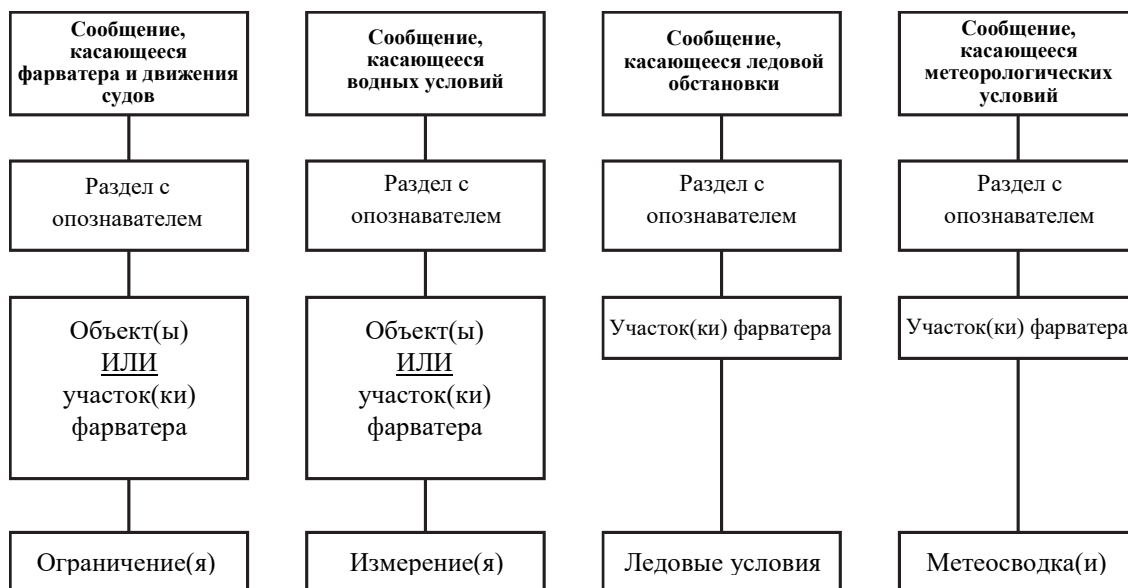 Сообщение,
касающееся
фарватера и движения
судов
Раздел с
опознавателем
Объект(ы)
ИЛИ
участок(ки)
фарватера
Ограничение(я)
Сообщение,
касающееся
водных условий
Раздел с
опознавателем
Объект(ы)
ИЛИ
участок(ки)
фарватера
Измерение(я)
Сообщение,
касающееся ледовой
обстановки
Раздел с
опознавателем
Участок(ки) фарватера
Ледовые условия
Сообщение,
касающееся
метеорологических
условий
Раздел с
опознавателем
Участок(ки) фарватера
Метеосводка(и)